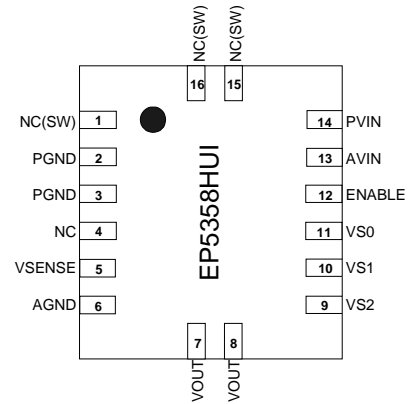 NC(SW) NC(SW)
16 15
NC(SW) 1
PGND 2
PGND 3
NC 4
VSENSE 5
AGND 6
EP5358HUI
14 PVIN
13 AVIN
12 ENABLE
11 VS0
10 VS1
9 VS2
7 8
VOUT VOUT